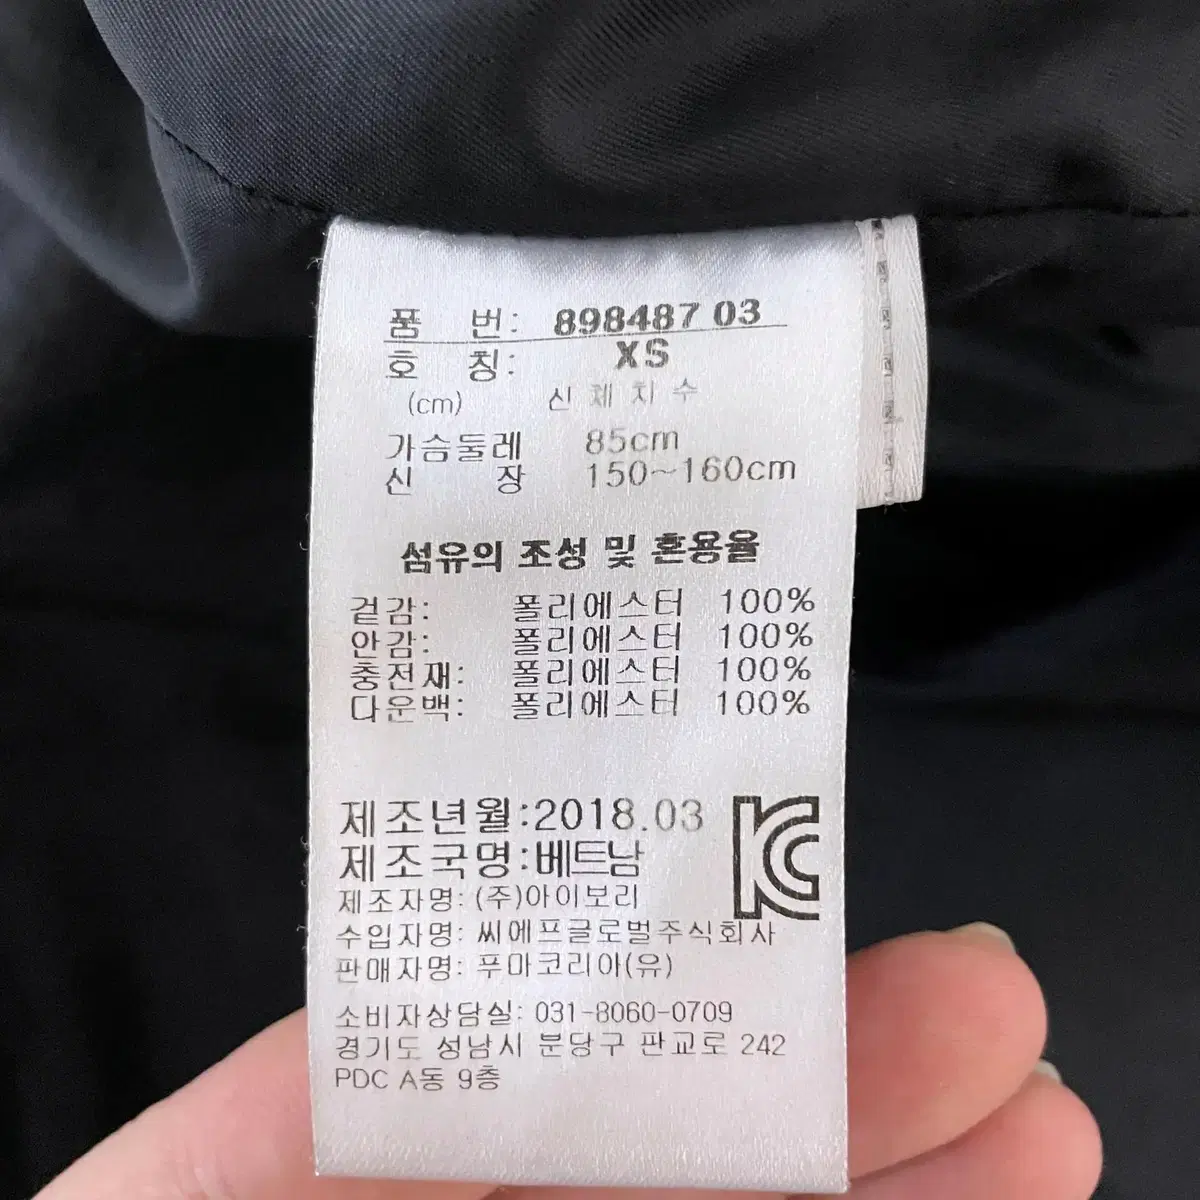 품 번: 898487 03
호 칭: XS
(cm) 신 체 치 수
가슴둘레 85cm
신 장 150~160cm
섬유의 조성 및 혼용율
겉감: 폴리에스터 100%
안감: 폴리에스터 100%
충전재: 폴리에스터 100%
다운백: 폴리에스터 100%
제조년월:2018.03
제조국명:베트남
제조자명: (주)아이보리
수입자명: 씨에프글로벌주식회사
판매자명: 푸마코리아(유)
소비자상담실: 031-8060-0709
경기도 성남시 분당구 판교로 242
PDC A동 9층